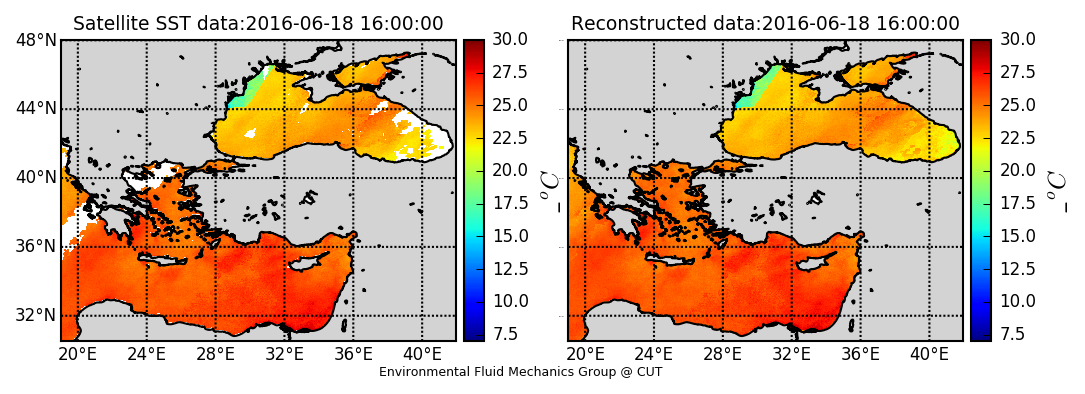 Satellite SST data:2016-06-18 16:00:00
48°N
44°N
40°N
36°N
32°N
20°E 24°E 28°E 32°E 36°E 40°E
30.0
27.5
25.0
22.5
20.0
17.5
15.0
12.5
10.0
7.5
_ °C
Reconstructed data:2016-06-18 16:00:00
20°E 24°E 28°E 32°E 36°E 40°E
30.0
27.5
25.0
22.5
20.0
17.5
15.0
12.5
10.0
7.5
_ °C
Environmental Fluid Mechanics Group @ CUT